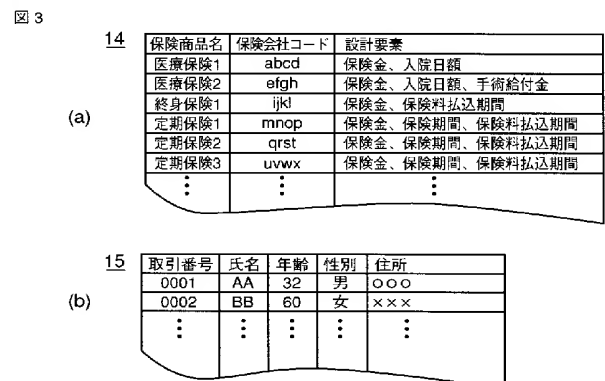 図3
14
保険商品名 保険会社コード 設計要素
医療保険1 abcd 保険金、入院日額
医療保険2 efgh 保険金、入院日額、手術給付金
(a)
終身保険1 ijkl 保険金、保険料払込期間
定期保険1 mnop 保険金、保険期間、保険料払込期間
定期保険2 qrst 保険金、保険期間、保険料払込期間
定期保険3 uvwx 保険金、保険期間、保険料払込期間
15
取引番号 氏名 年齢 性別 住所
(b)
0001 AA 32 男 ○○○
0002 BB 60 女 ×××